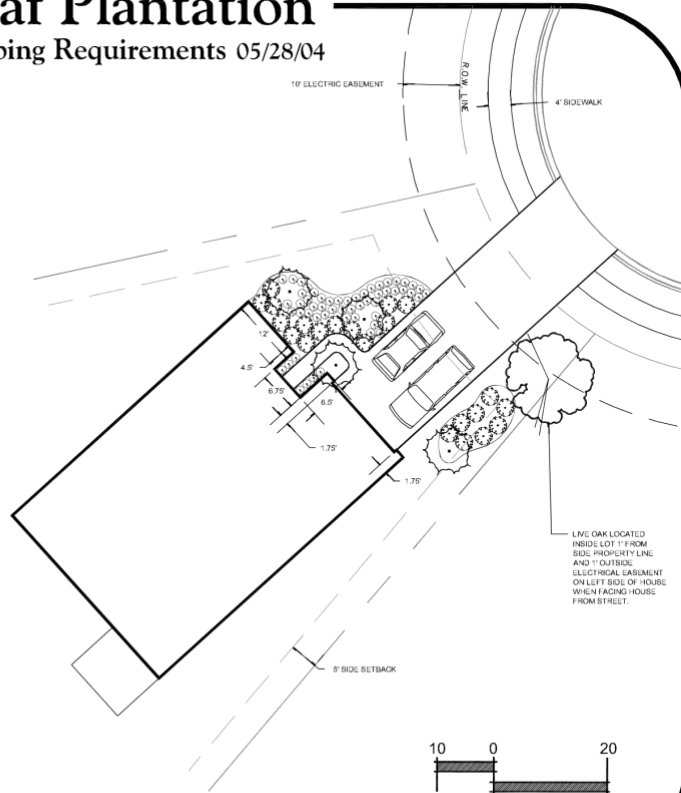 af Plantation
ping Requirements 05/28/04
10' ELECTRIC EASEMENT
R.O.W. LINE
4' SIDEWALK
12'
4.5'
6.75'
6.5'
1.75'
1.75'
LIVE OAK LOCATED
INSIDE LOT 1' FROM
SIDE PROPERTY LINE
AND 1' OUTSIDE
ELECTRICAL EASEMENT
ON LEFT SIDE OF HOUSE
WHEN FACING HOUSE
FROM STREET.
5' SIDE SETBACK
10 0 20